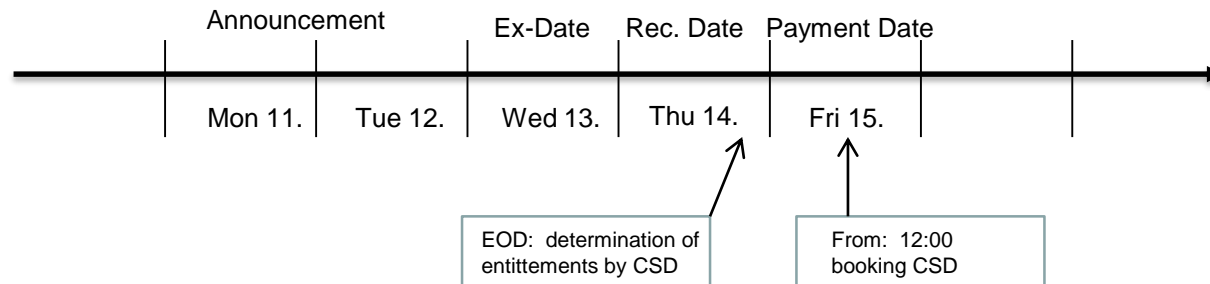 Announcement
Ex-Date Rec. Date Payment Date
Mon 11. Tue 12. Wed 13. Thu 14. Fri 15.
EOD: determination of
entittements by CSD
From: 12:00
booking CSD